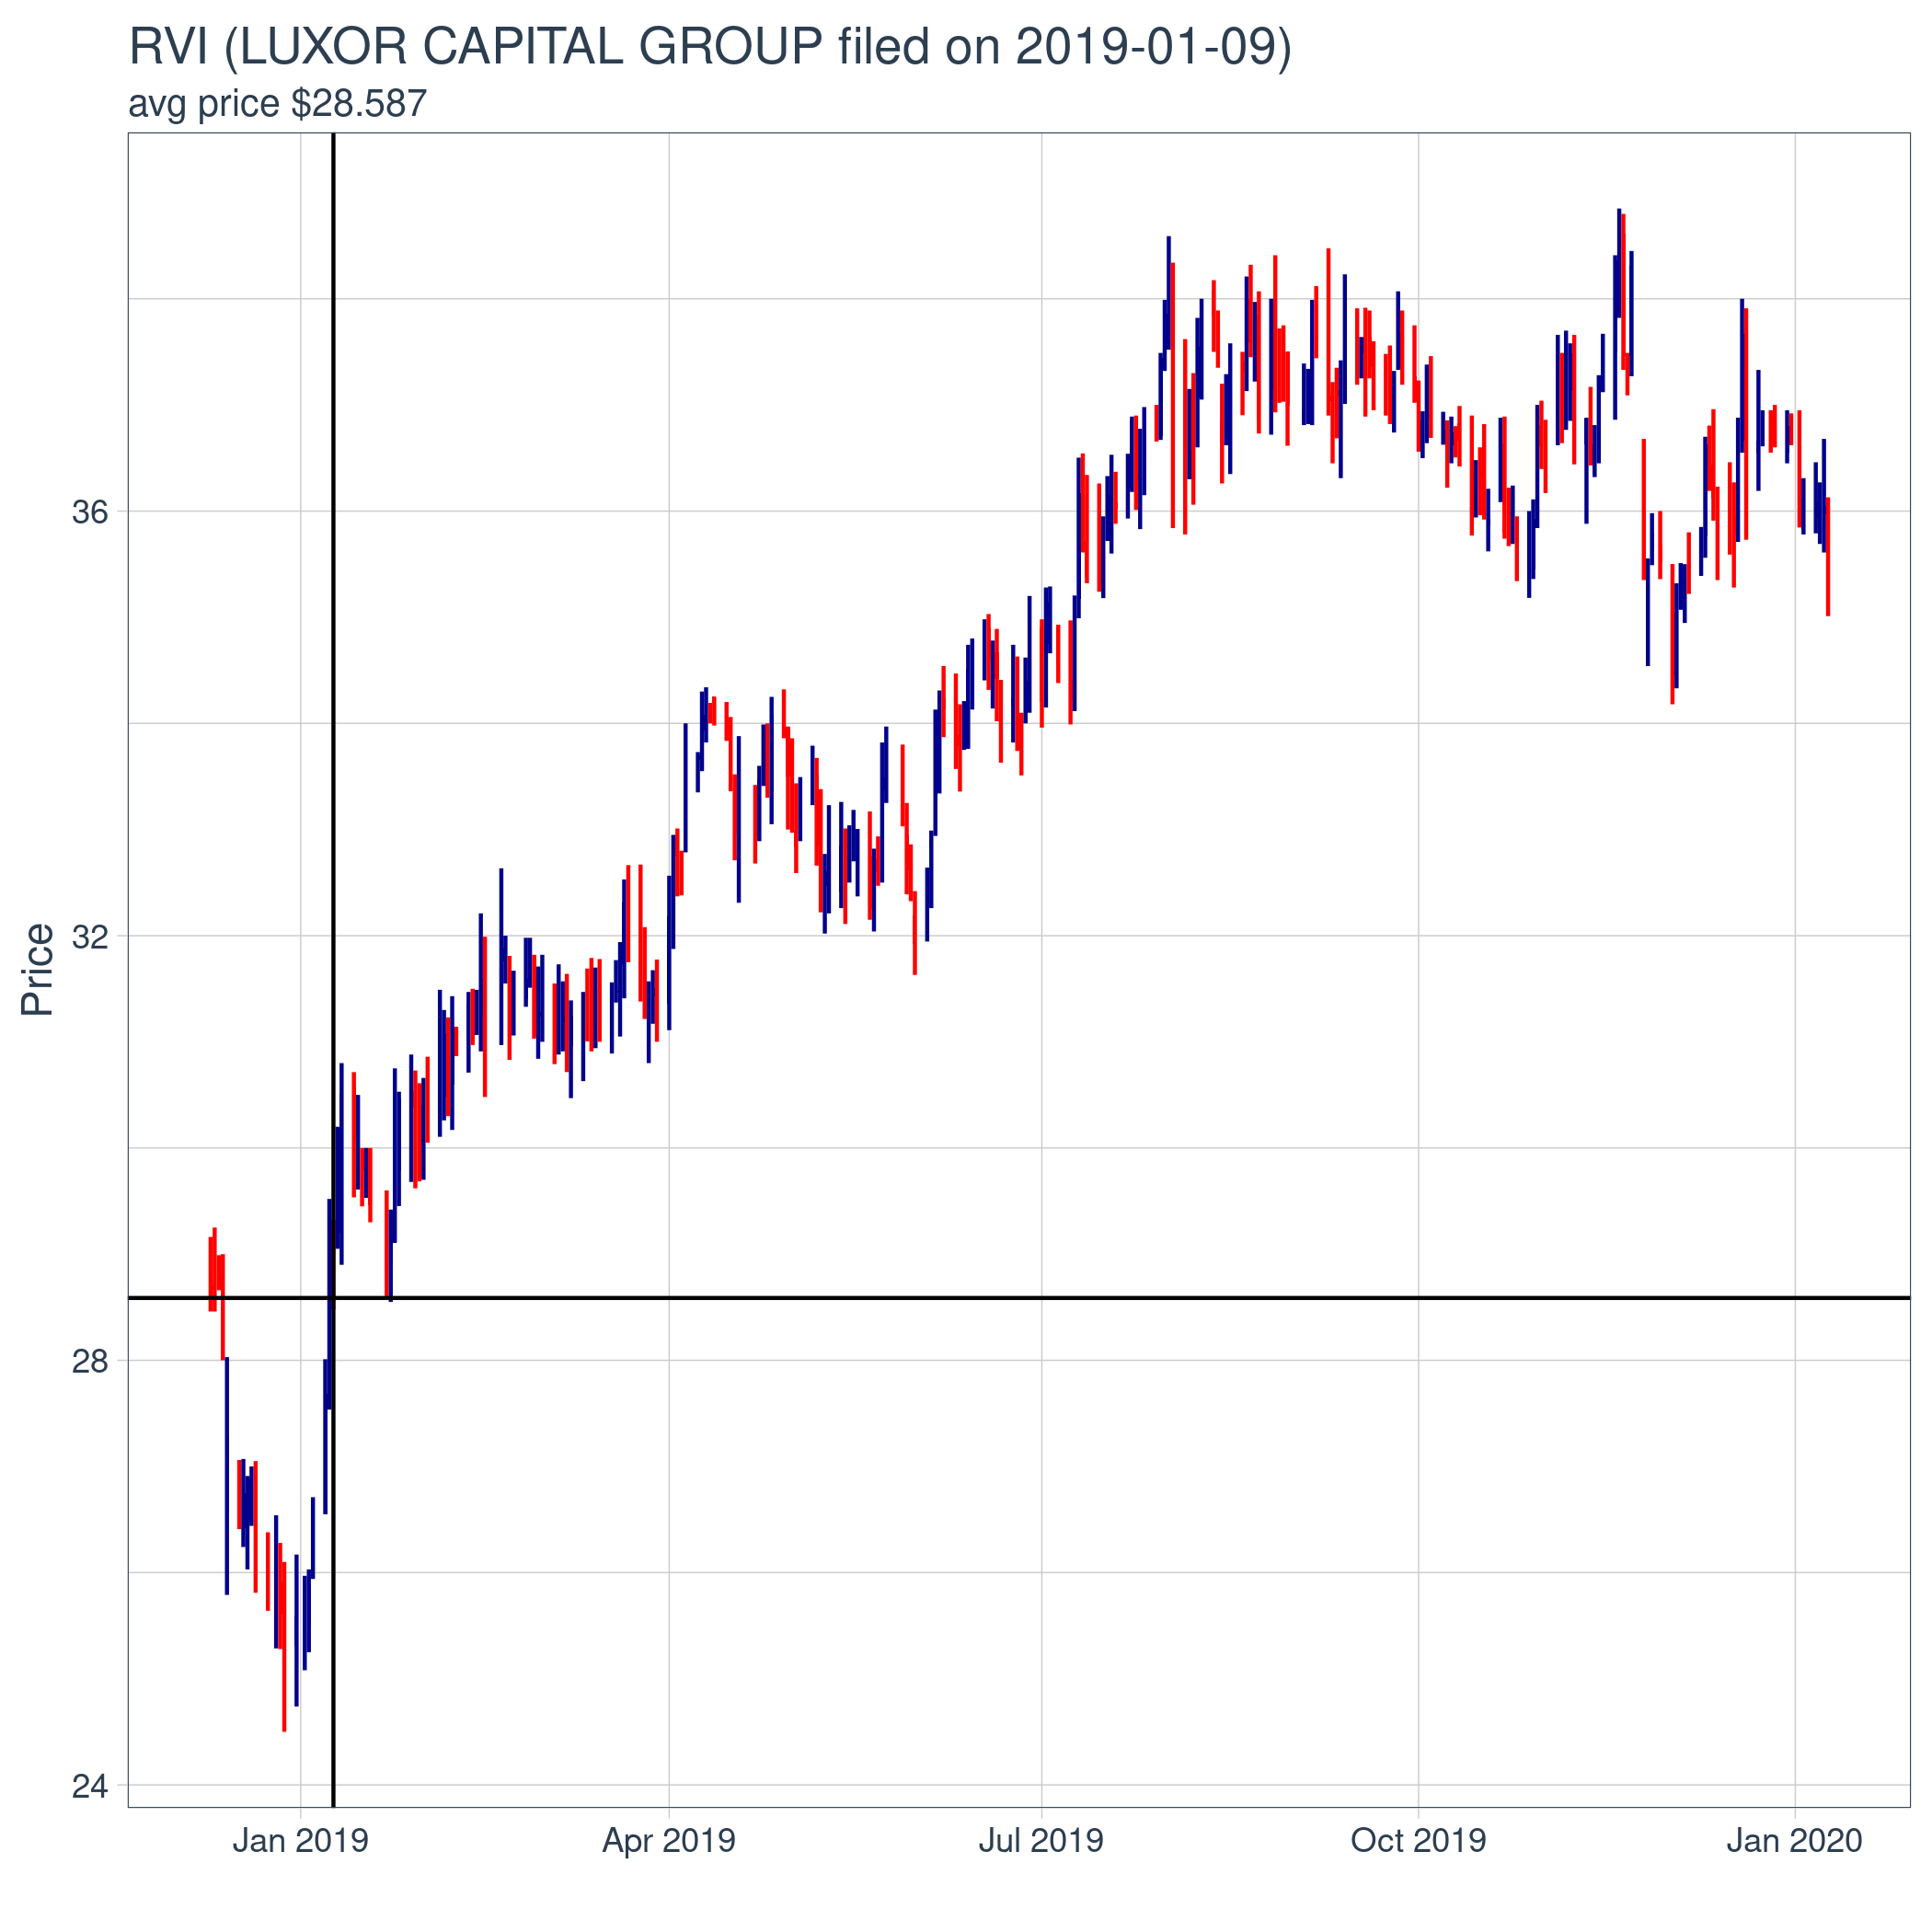 RVI (LUXOR CAPITAL GROUP filed on 2019-01-09)
avg price $28.587
Price
36
32
28
24
Jan 2019 Apr 2019 Jul 2019 Oct 2019 Jan 2020